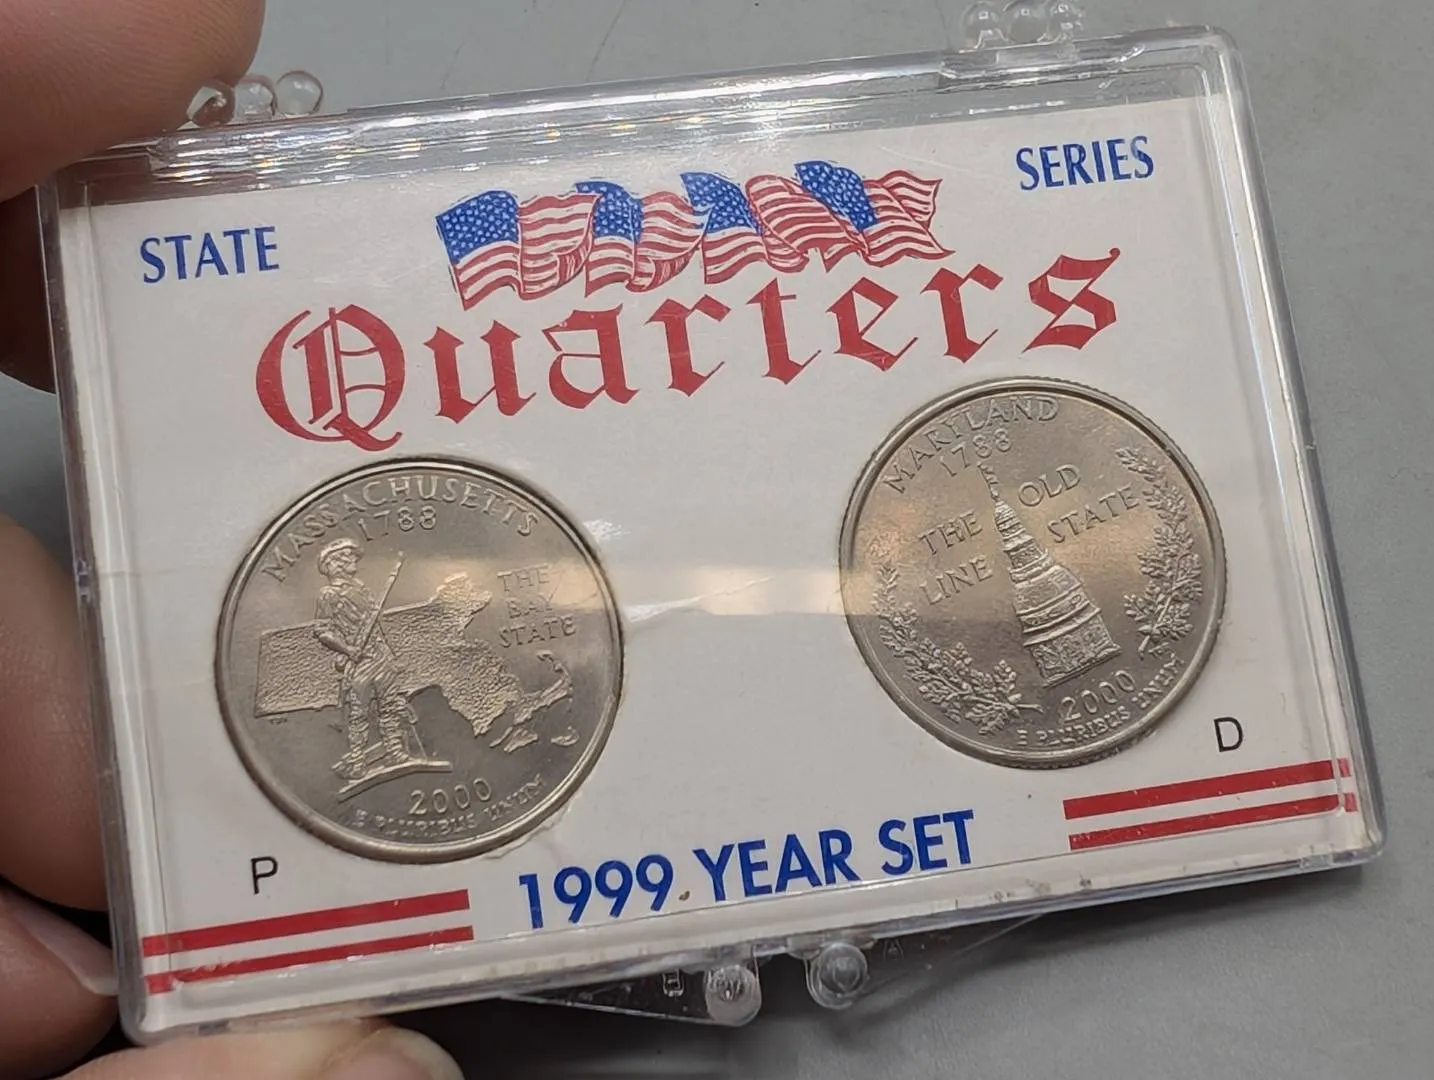 STATE
SERIES
Quarters
MASSACHUSETTS
1788
THE
BAY
STATE
2000
E PLURIBUS UNUM
P
MARYLAND
1788
THE OLD
LINE STATE
2000
E PLURIBUS UNUM
D
1999 YEAR SET